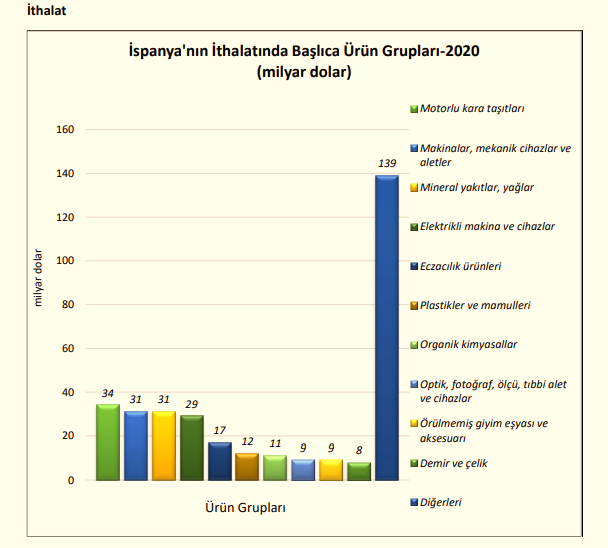 İthalat
İspanya'nın İthalatında Başlıca Ürün Grupları-2020
(milyar dolar)
milyar dolar
160
140
120
100
80
60
40
20
0
34
31
31
29
17
12
11
9
9
8
139
Ürün Grupları
Motorlu kara taşıtları
Makinalar, mekanik cihazlar ve
aletler
Mineral yakıtlar, yağlar
Elektrikli makina ve cihazlar
Eczacılık ürünleri
Plastikler ve mamulleri
Organik kimyasallar
Optik, fotoğraf, ölçü, tıbbi alet
ve cihazlar
Örülmemiş giyim eşyası ve
aksesuarı
Demir ve çelik
Diğerleri